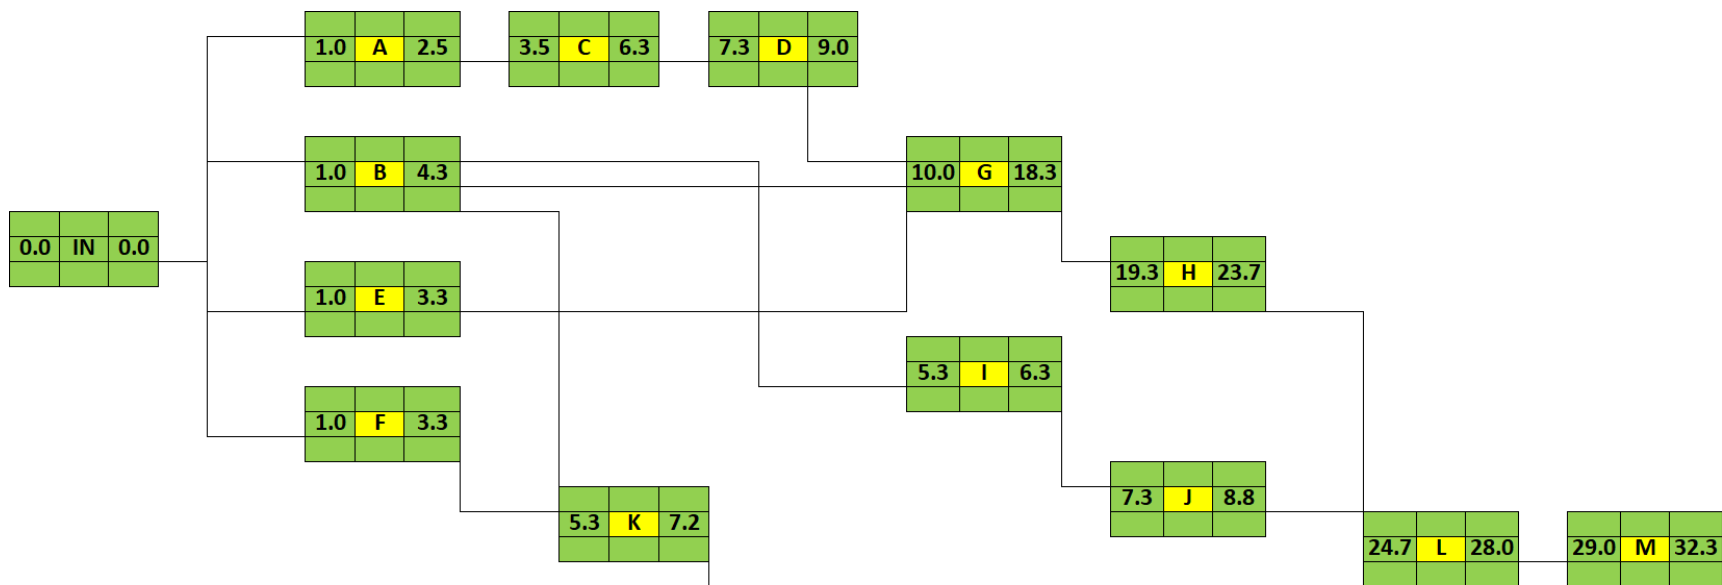 1.0 A 2.5
3.5 C 6.3
7.3 D 9.0
1.0 B 4.3
10.0 G 18.3
0.0 IN 0.0
19.3 H 23.7
1.0 E 3.3
5.3 I 6.3
1.0 F 3.3
7.3 J 8.8
5.3 K 7.2
24.7 L 28.0
29.0 M 32.3